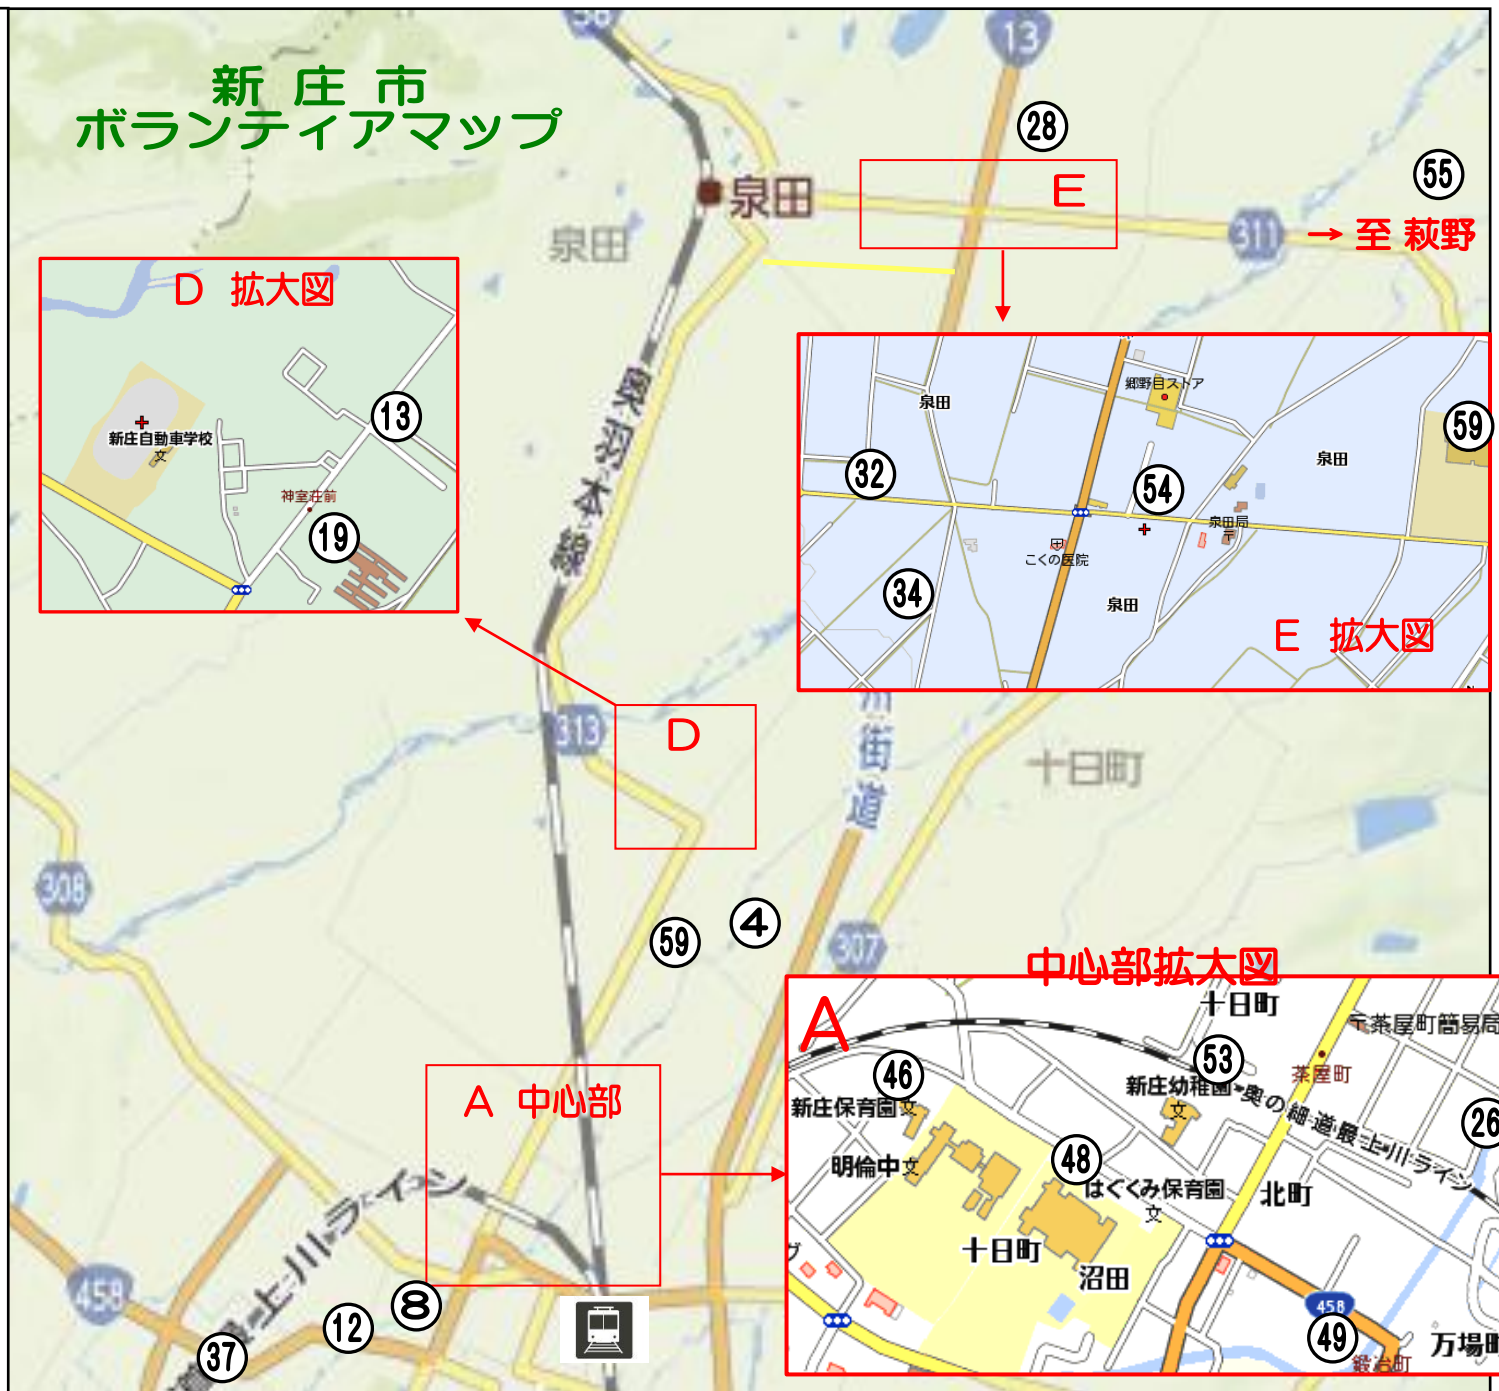 新 庄 市
ボランティアマップ
58
13
28
55
泉田
泉田
E
311
→ 至 萩野
D 拡大図
13
新庄自動車学校
文
神室荘前
19
奥羽本線
郷野目ストア
泉田
59
32
54
泉田
泉田局
こくの医院
34
泉田
E 拡大図
313
D
街道
十日町
308
59
4
307
中心部拡大図
A
十日町
茶屋町簡易局
53
46
茶屋町
新庄幼稚園
文
新庄保育園
文
奥の細道最上川ライン
26
A 中心部
明倫中
文
48
はぐくみ保育園
文
北町
十日町
沼田
グ
458
49
万場町
鍛冶町
最上川ライン
458
8
12
37